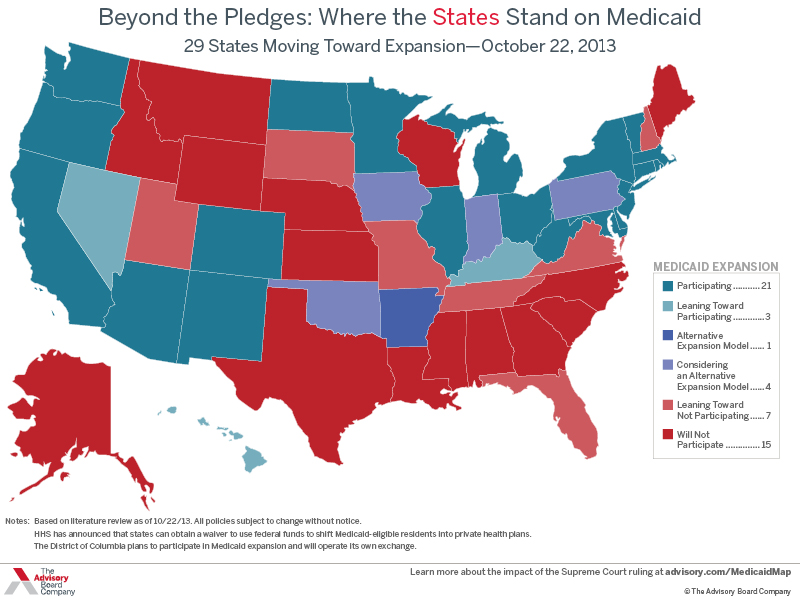 Beyond the Pledges: Where the States Stand on Medicaid
29 States Moving Toward Expansion—October 22, 2013
MEDICAID EXPANSION
Participating..........21
Leaning Toward
Participating............3
Alternative
Expansion Model......1
Considering
an Alternative
Expansion Model....4
Leaning Toward
Not Participating.....7
Will Not
Participate .............15
Notes: Based on literature review as of 10/22/13. All policies subject to change without notice.
HHS has announced that states can obtain a waiver to use federal funds to shift Medicaid-eligible residents into private health plans.
The District of Columbia plans to participate in Medicaid expansion and will operate its own exchange.
The
Advisory
Board
Company
Learn more about the impact of the Supreme Court ruling at advisory.com/MedicaidMap
© The Advisory Board Company